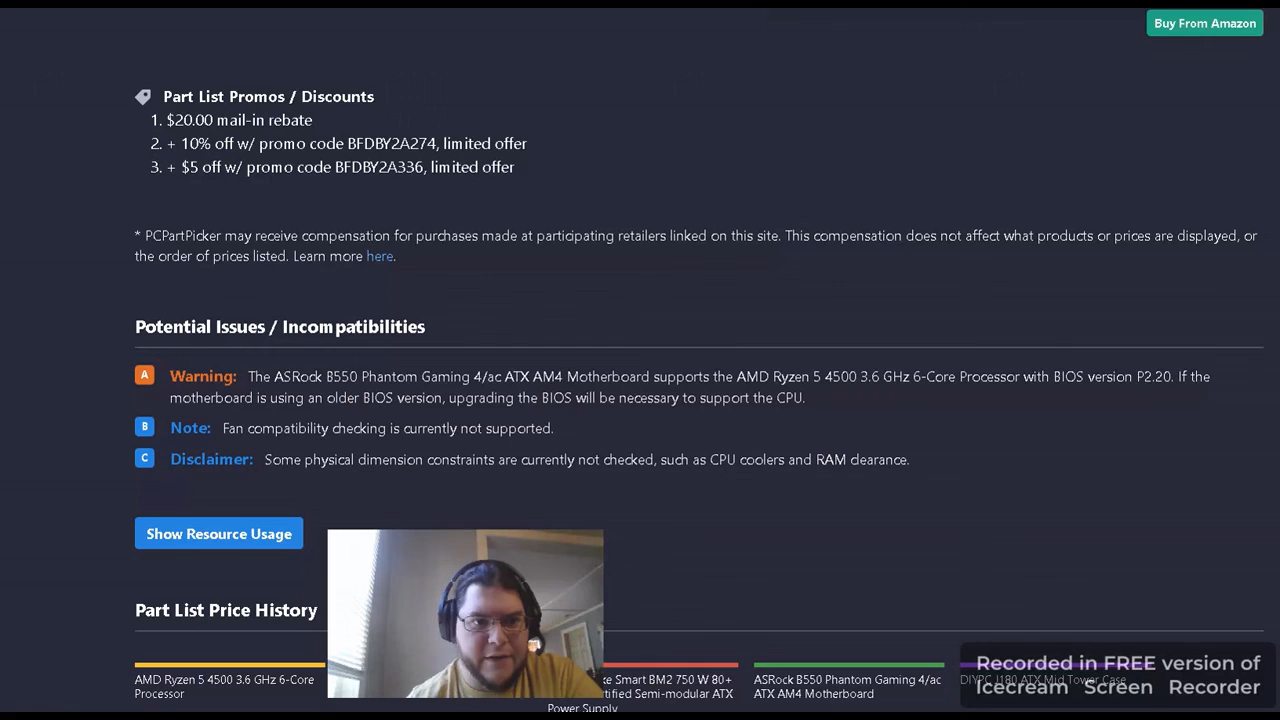 Buy From Amazon
Part List Promos / Discounts
1. $20.00 mail-in rebate
2. + 10% off w/ promo code BFDBY2A274, limited offer
3. + $5 off w/ promo code BFDBY2A336, limited offer
* PCPartPicker may receive compensation for purchases made at participating retailers linked on this site. This compensation does not affect what products or prices are displayed, or
the order of prices listed. Learn more here.
Potential Issues / Incompatibilities
A Warning: The ASRock B550 Phantom Gaming 4/ac ATX AM4 Motherboard supports the AMD Ryzen 5 4500 3.6 GHz 6-Core Processor with BIOS version P2.20. If the
motherboard is using an older BIOS version, upgrading the BIOS will be necessary to support the CPU.
B Note: Fan compatibility checking is currently not supported.
C Disclaimer: Some physical dimension constraints are currently not checked, such as CPU coolers and RAM clearance.
Show Resource Usage
Part List Price History
AMD Ryzen 5 4500 3.6 GHz 6-Core
Processor
ke Smart BM2 750 W 80+
tified Semi-modular ATX
Power Supply
ASRock B550 Phantom Gaming 4/ac
ATX AM4 Motherboard
DIYPC J180 ATX Mid Tower Case
Recorded in FREE version of
Icecream Screen Recorder